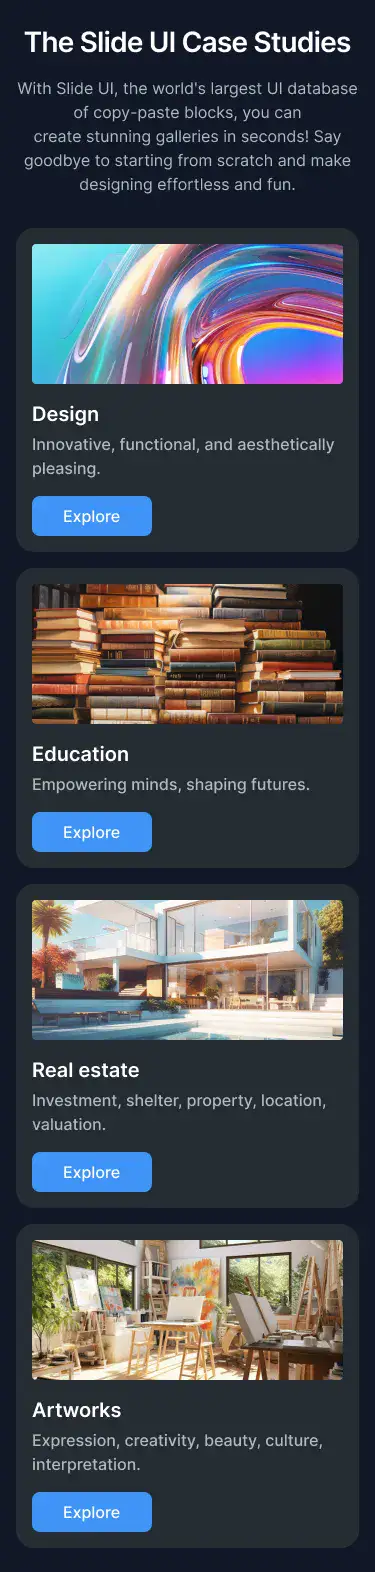 The Slide UI Case Studies
With Slide UI, the world's largest UI database
of copy-paste blocks, you can
create stunning galleries in seconds! Say
goodbye to starting from scratch and make
designing effortless and fun.
Design
Innovative, functional, and aesthetically
pleasing.
Explore
Education
Empowering minds, shaping futures.
Explore
Real estate
Investment, shelter, property, location,
valuation.
Explore
Artworks
Expression, creativity, beauty, culture,
interpretation.
Explore